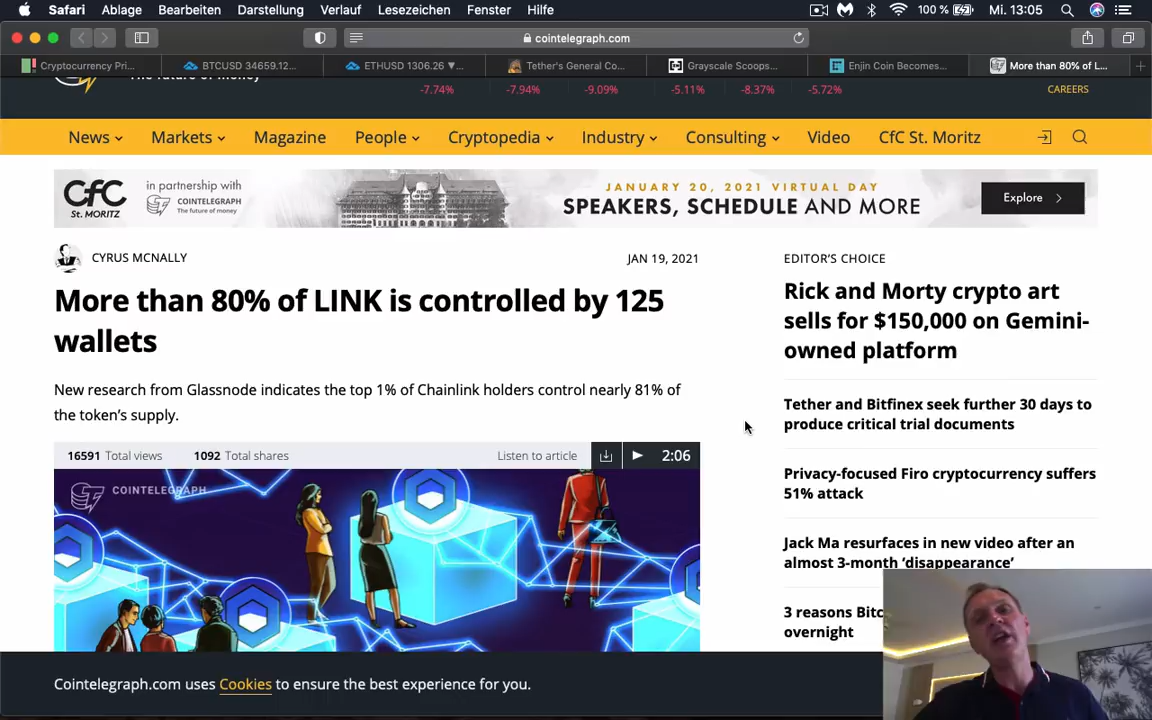 Safari Ablage Bearbeiten Darstellung Verlauf Lesezeichen Fenster Hilfe 100 % Mi. 13:05
cointelegraph.com
Cryptocurrency Pri... BTCUSD 34659.12... ETHUSD 1306.26 ▼... Tether's General Co... Grayscale Scoops... Enjin Coin Becomes... More than 80% of L...
The future of money
-7.74% -7.94% -9.09% -5.11% -8.37% -5.72% CAREERS
News Markets Magazine People Cryptopedia Industry Consulting Video CfC St. Moritz
CfC St. MORITZ
in partnership with
COINTELEGRAPH
The future of money
JANUARY 20, 2021 VIRTUAL DAY
SPEAKERS, SCHEDULE AND MORE
Explore
CYRUS MCNALLY JAN 19, 2021
More than 80% of LINK is controlled by 125
wallets
New research from Glassnode indicates the top 1% of Chainlink holders control nearly 81% of
the token's supply.
16591 Total views 1092 Total shares Listen to article 2:06
COINTELEGRAPH
EDITOR'S CHOICE
Rick and Morty crypto art
sells for $150,000 on Gemini-
owned platform
Tether and Bitfinex seek further 30 days to
produce critical trial documents
Privacy-focused Firo cryptocurrency suffers
51% attack
Jack Ma resurfaces in new video after an
almost 3-month 'disappearance'
3 reasons Bitc
overnight
Cointelegraph.com uses Cookies to ensure the best experience for you.